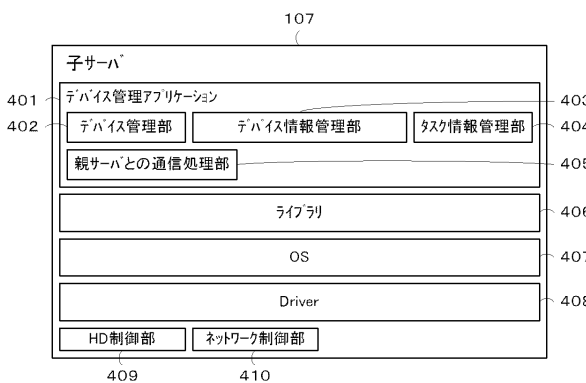 107
子サーバ
401
デバイス管理アプリケーション
403
402
デバイス管理部
デバイス情報管理部
タスク情報管理部
404
親サーバとの通信処理部
405
ライブラリ
406
OS
407
Driver
408
HD制御部
ネットワーク制御部
409
410